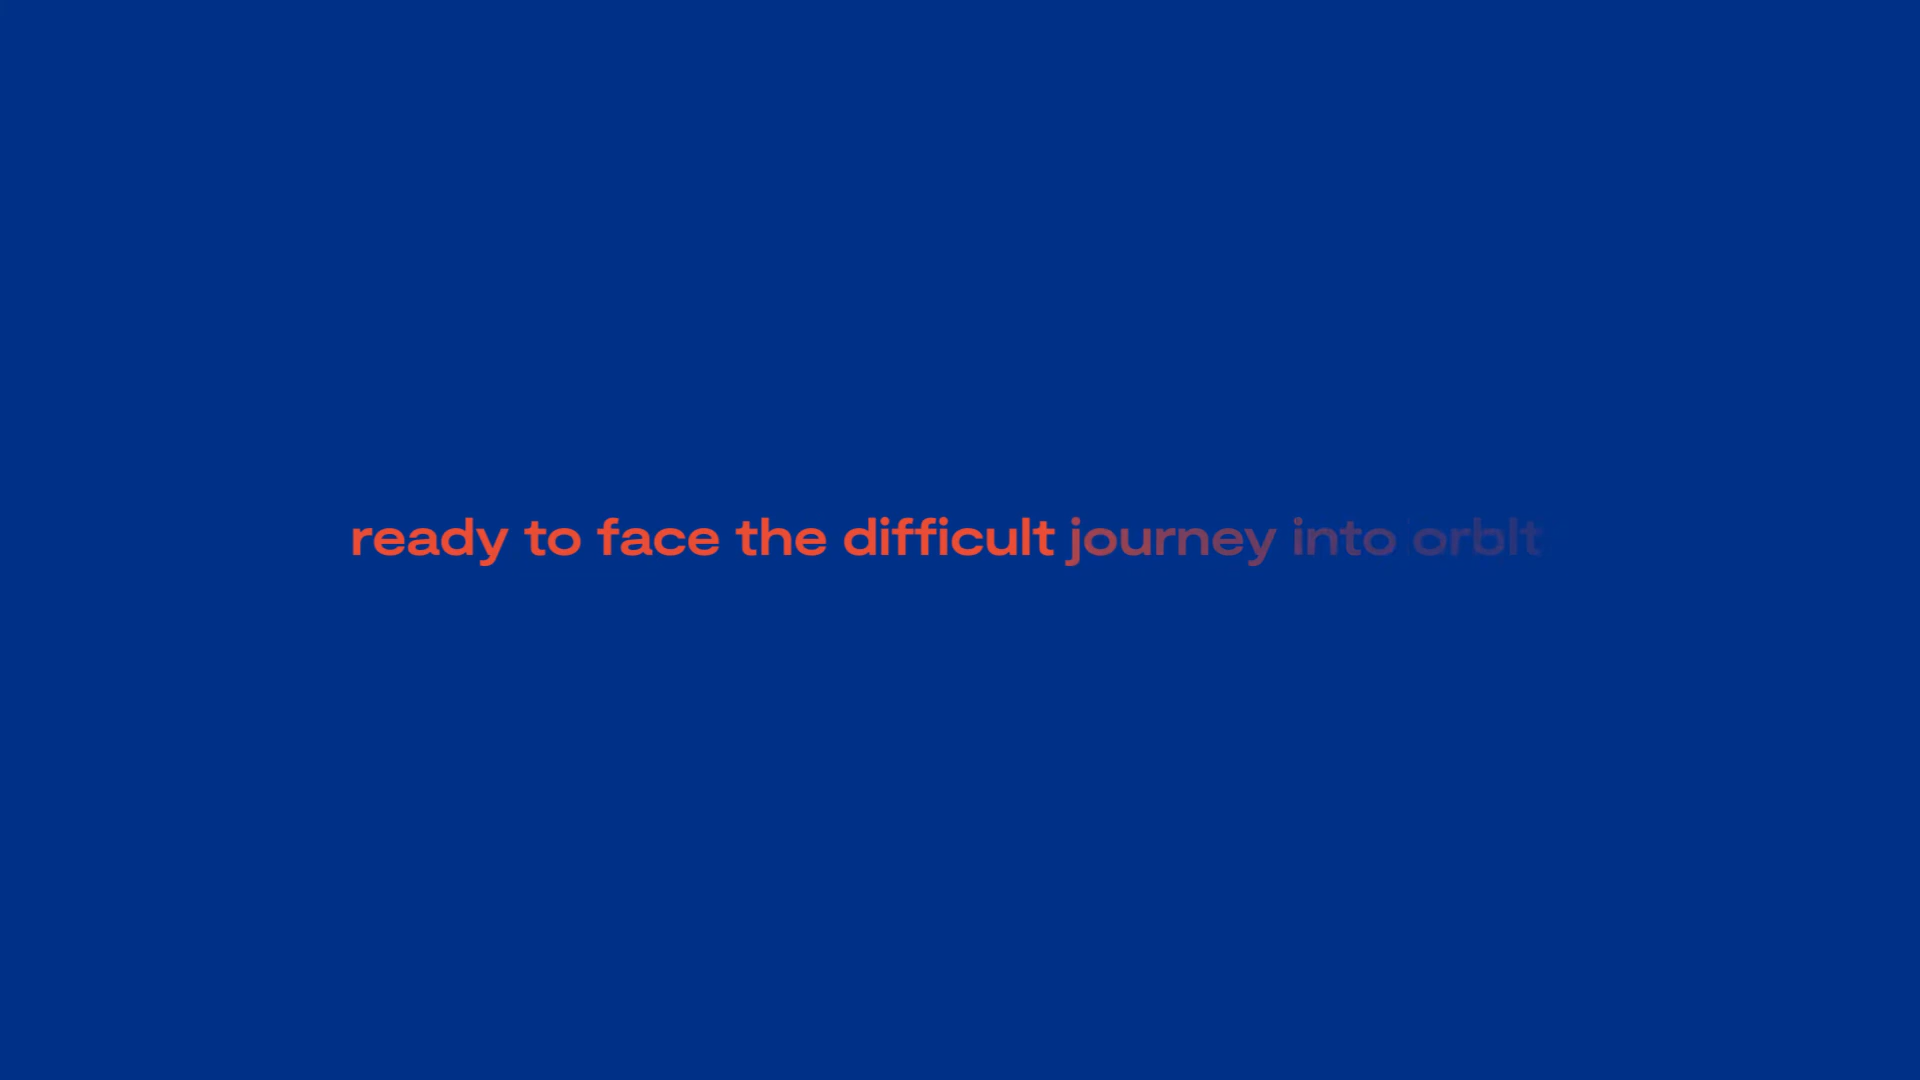 ready to face the difficult journey into orbit